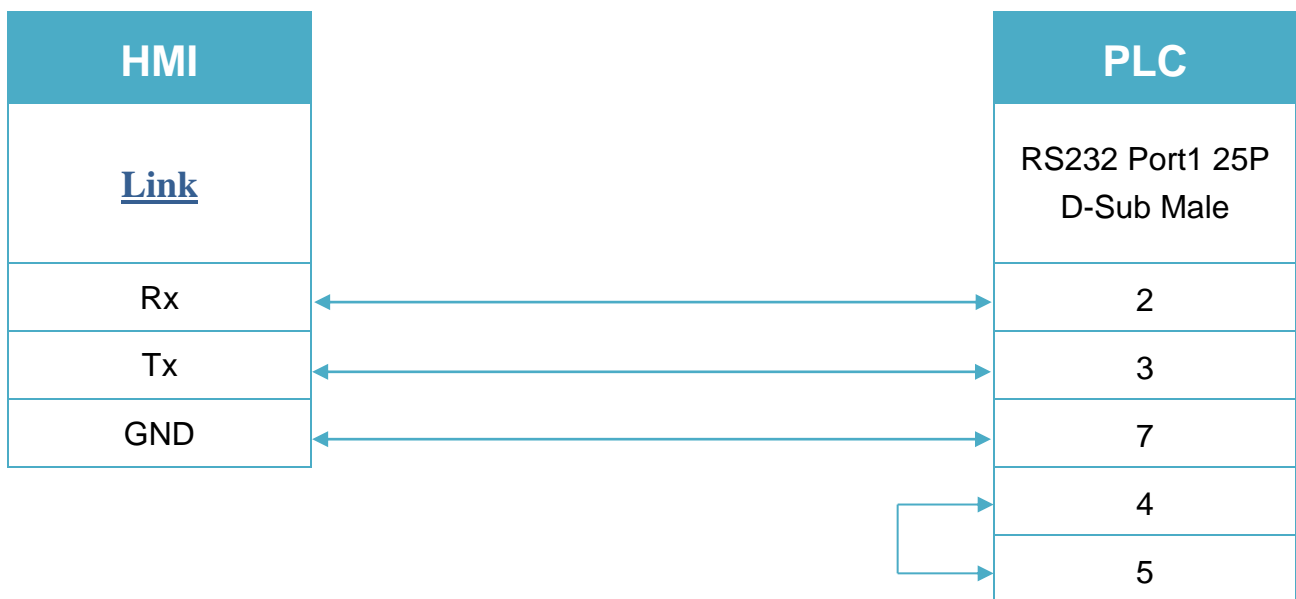 HMI
PLC
Link
RS232 Port1 25P
D-Sub Male
Rx
2
Tx
3
GND
7
4
5